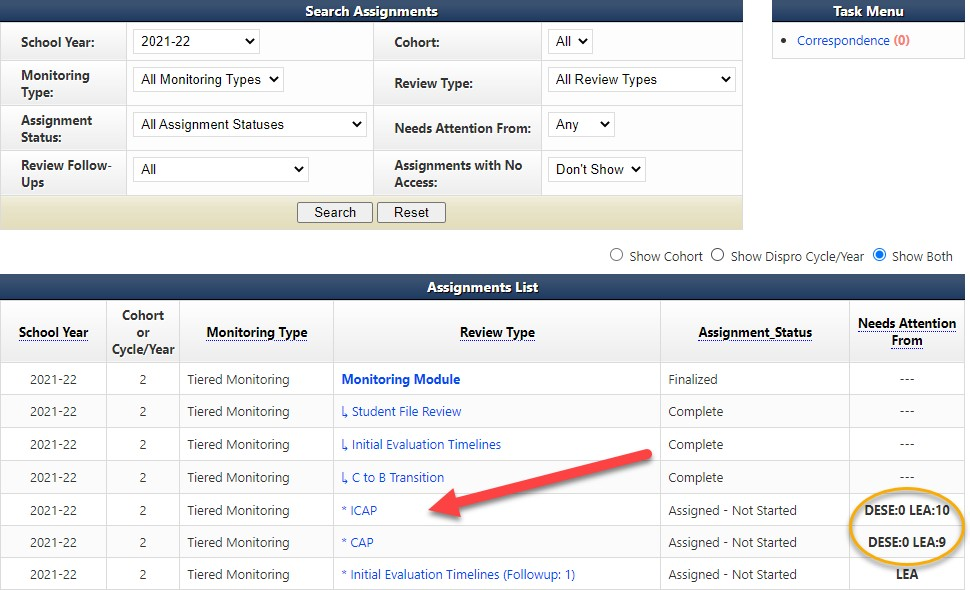 Search Assignments
School Year: 2021-22 Cohort: All
Monitoring Type: All Monitoring Types Review Type: All Review Types
Assignment Status: All Assignment Statuses Needs Attention From: Any
Review Follow-Ups All Assignments with No Access: Don't Show
Search Reset
Task Menu
Correspondence (0)
Show Cohort Show Dispro Cycle/Year Show Both
Assignments List
School Year Cohort or Cycle/Year Monitoring Type Review Type Assignment_Status Needs Attention From
2021-22 2 Tiered Monitoring Monitoring Module Finalized ---
2021-22 2 Tiered Monitoring ↳ Student File Review Complete ---
2021-22 2 Tiered Monitoring ↳ Initial Evaluation Timelines Complete ---
2021-22 2 Tiered Monitoring ↳ C to B Transition Complete ---
2021-22 2 Tiered Monitoring * ICAP Assigned - Not Started DESE:0 LEA:10
2021-22 2 Tiered Monitoring * CAP Assigned - Not Started DESE:0 LEA:9
2021-22 2 Tiered Monitoring * Initial Evaluation Timelines (Followup: 1) Assigned - Not Started LEA